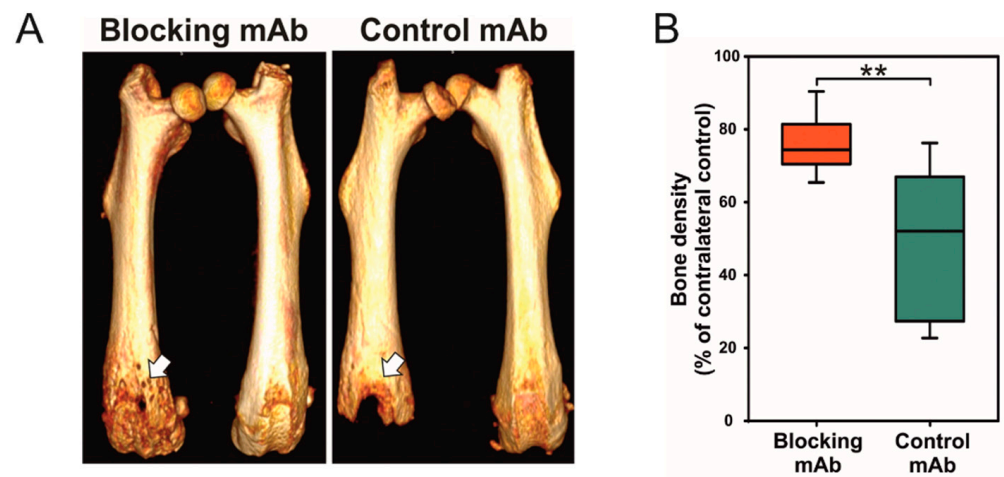 A
Blocking mAb
Control mAb
B
Bone density
(% of contralateral control)
100
80
60
40
20
0
**
Blocking
mAb
Control
mAb